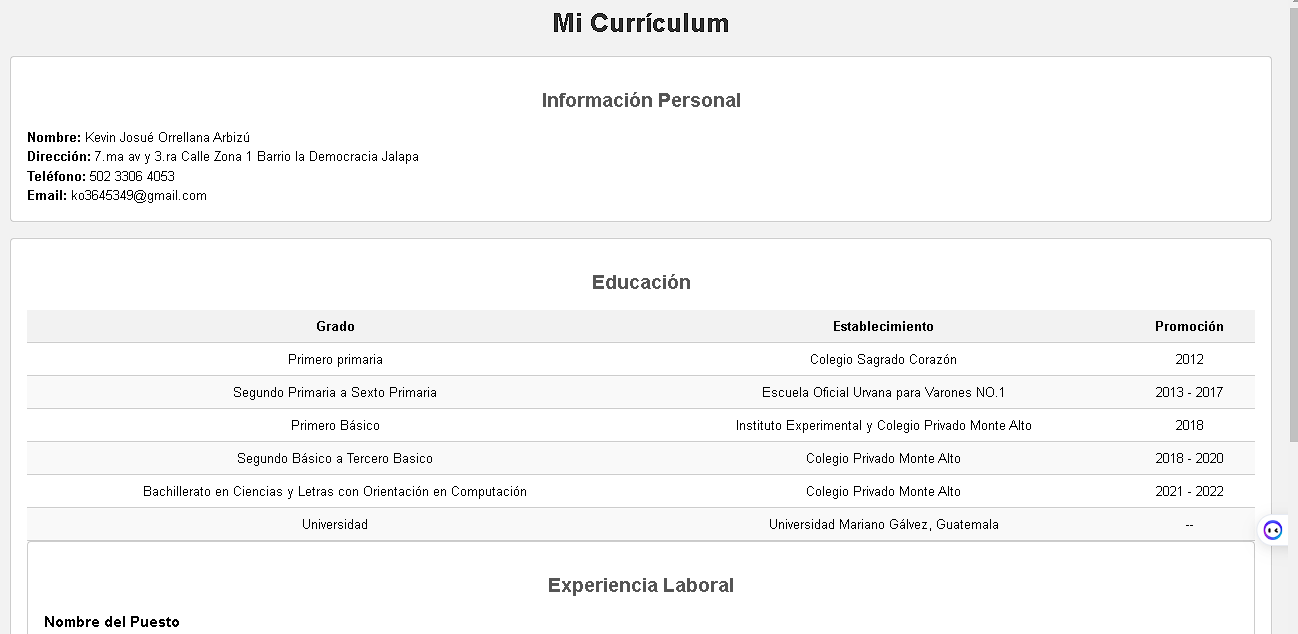 Mi Currículum
Información Personal
Nombre: Kevin Josué Orrellana Arbizú
Dirección: 7.ma av y 3.ra Calle Zona 1 Barrio la Democracia Jalapa
Teléfono: 502 3306 4053
Email: ko3645349@gmail.com
Educación
Grado Establecimiento Promoción
Primero primaria Colegio Sagrado Corazón 2012
Segundo Primaria a Sexto Primaria Escuela Oficial Urvana para Varones NO.1 2013 - 2017
Primero Básico Instituto Experimental y Colegio Privado Monte Alto 2018
Segundo Básico a Tercero Basico Colegio Privado Monte Alto 2018 - 2020
Bachillerato en Ciencias y Letras con Orientación en Computación Colegio Privado Monte Alto 2021 - 2022
Universidad Universidad Mariano Gálvez, Guatemala --
Experiencia Laboral
Nombre del Puesto